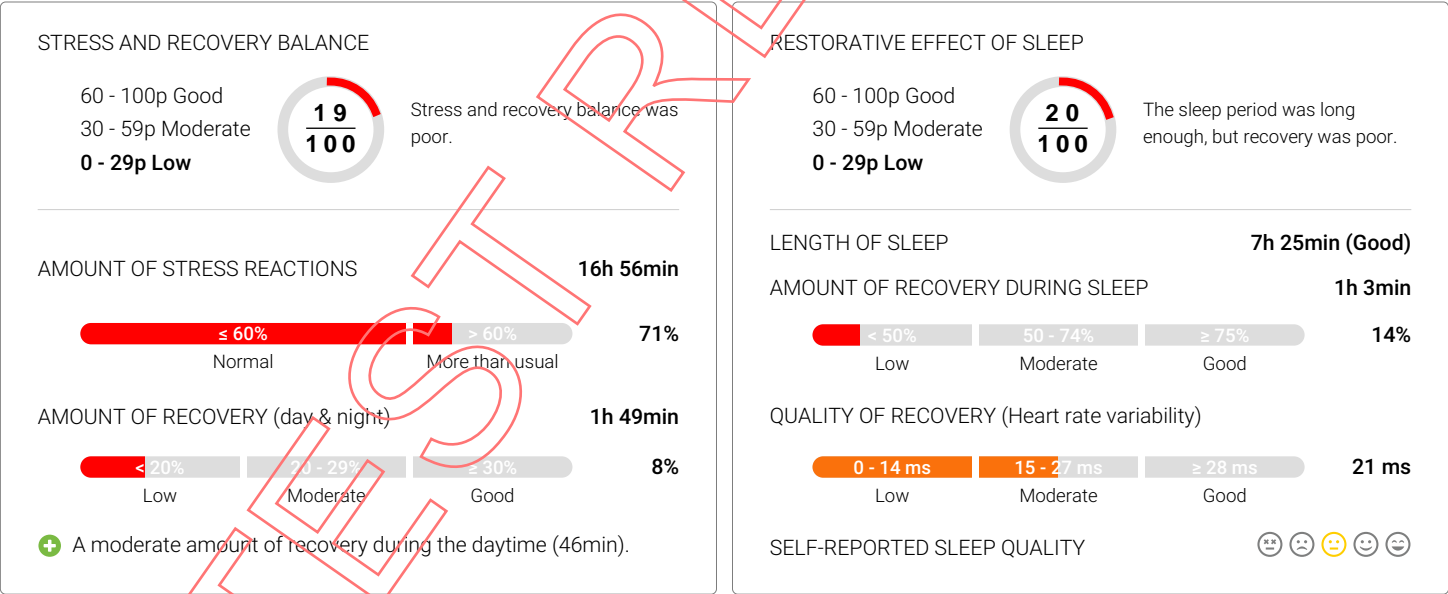 STRESS AND RECOVERY BALANCE
60 - 100p Good
30 - 59p Moderate
0 - 29p Low
19
100
Stress and recovery balance was
poor.
AMOUNT OF STRESS REACTIONS
16h 56min
≤ 60%
> 60%
71%
Normal
More than usual
AMOUNT OF RECOVERY (day & night)
1h 49min
< 20%
20 - 29%
≥ 30%
8%
Low
Moderate
Good
A moderate amount of recovery during the daytime (46min).
RESTORATIVE EFFECT OF SLEEP
60 - 100p Good
30 - 59p Moderate
0 - 29p Low
20
100
The sleep period was long
enough, but recovery was poor.
LENGTH OF SLEEP
7h 25min (Good)
AMOUNT OF RECOVERY DURING SLEEP
1h 3min
< 50%
50 - 74%
≥ 75%
14%
Low
Moderate
Good
QUALITY OF RECOVERY (Heart rate variability)
0 - 14 ms
15 - 27 ms
≥ 28 ms
21 ms
Low
Moderate
Good
SELF-REPORTED SLEEP QUALITY